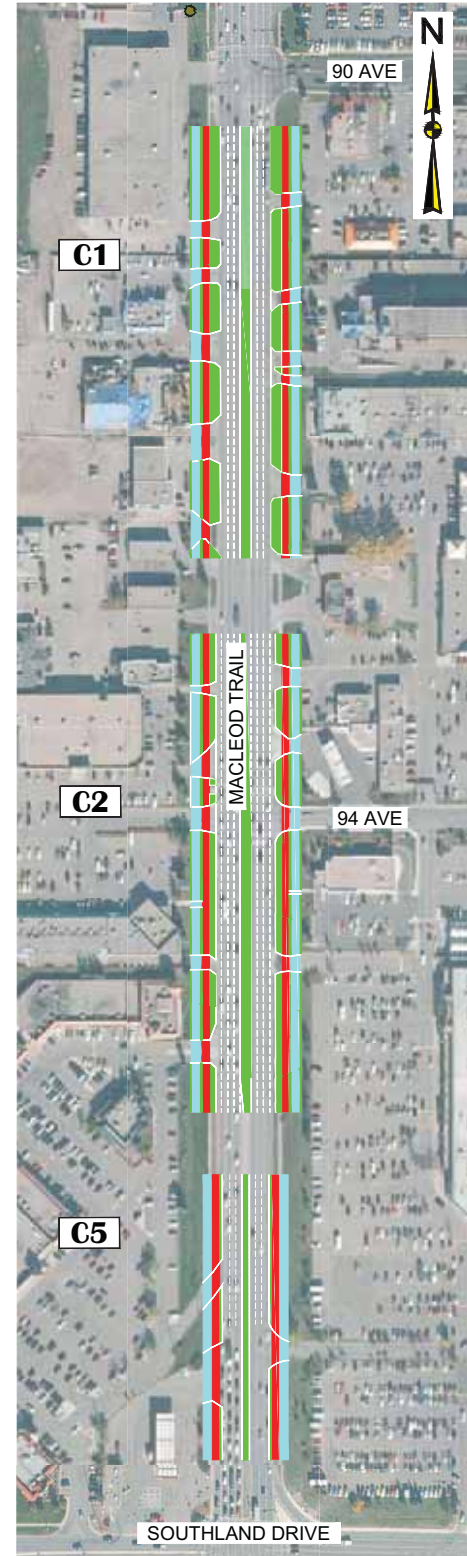 N
90 AVE
C1
MACLEOD TRAIL
C2
94 AVE
C5
SOUTHLAND DRIVE